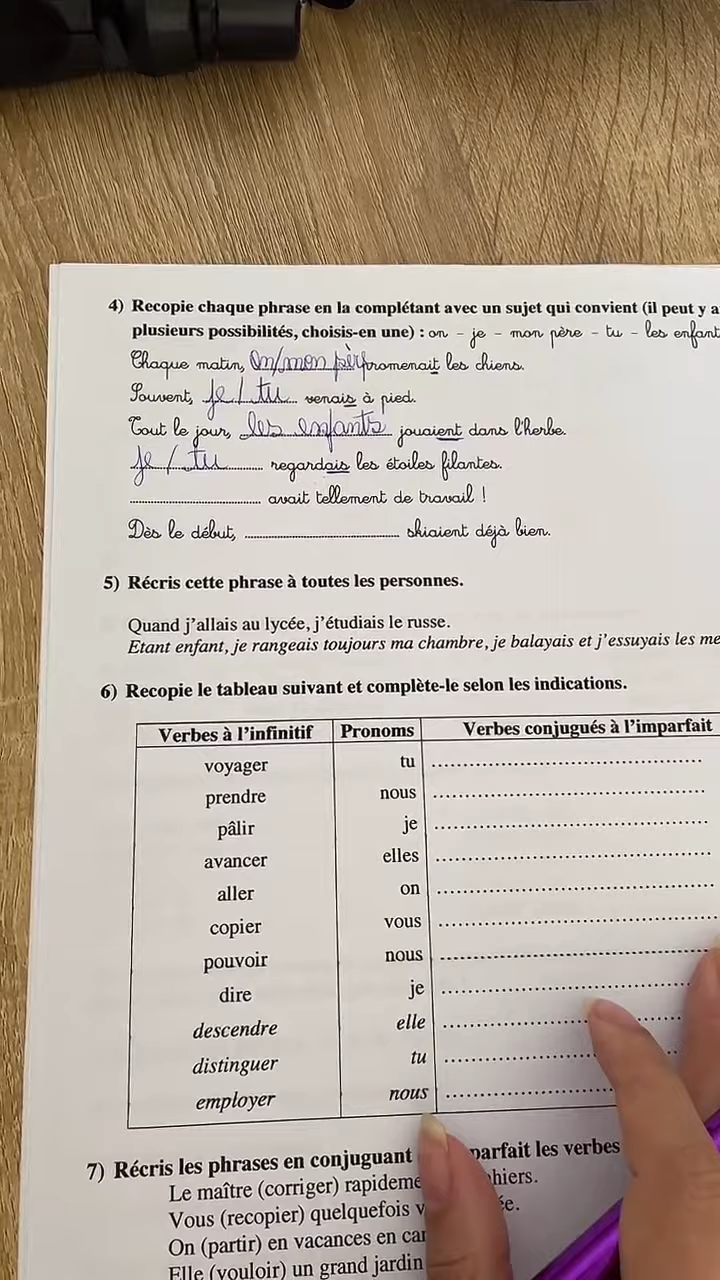 4) Recopie chaque phrase en la complétant avec un sujet qui convient (il peut y a
plusieurs possibilités, choisis-en une) : on - je - mon père - tu - les enfant
Chaque matin, on/mon pèr promenait les chiens.
Souvent, je / tu venais à pied.
Tout le jour, les enfants jouaient dans l'herbe.
je / tu regardais les étoiles filantes.
avait tellement de travail !
Dès le début, skiaient déjà bien.
5) Récris cette phrase à toutes les personnes.
Quand j'allais au lycée, j'étudiais le russe.
Etant enfant, je rangeais toujours ma chambre, je balayais et j'essuyais les me
6) Recopie le tableau suivant et complète-le selon les indications.
Verbes à l'infinitif Pronoms Verbes conjugués à l'imparfait
voyager tu
prendre nous
pâlir je
avancer elles
aller on
copier vous
pouvoir nous
dire je
descendre elle
distinguer tu
employer nous
7) Récris les phrases en conjuguant parfait les verbes
Le maître (corriger) rapideme hiers.
Vous (recopier) quelquefois v ée.
On (partir) en vacances en car
Elle (vouloir) un grand jardin